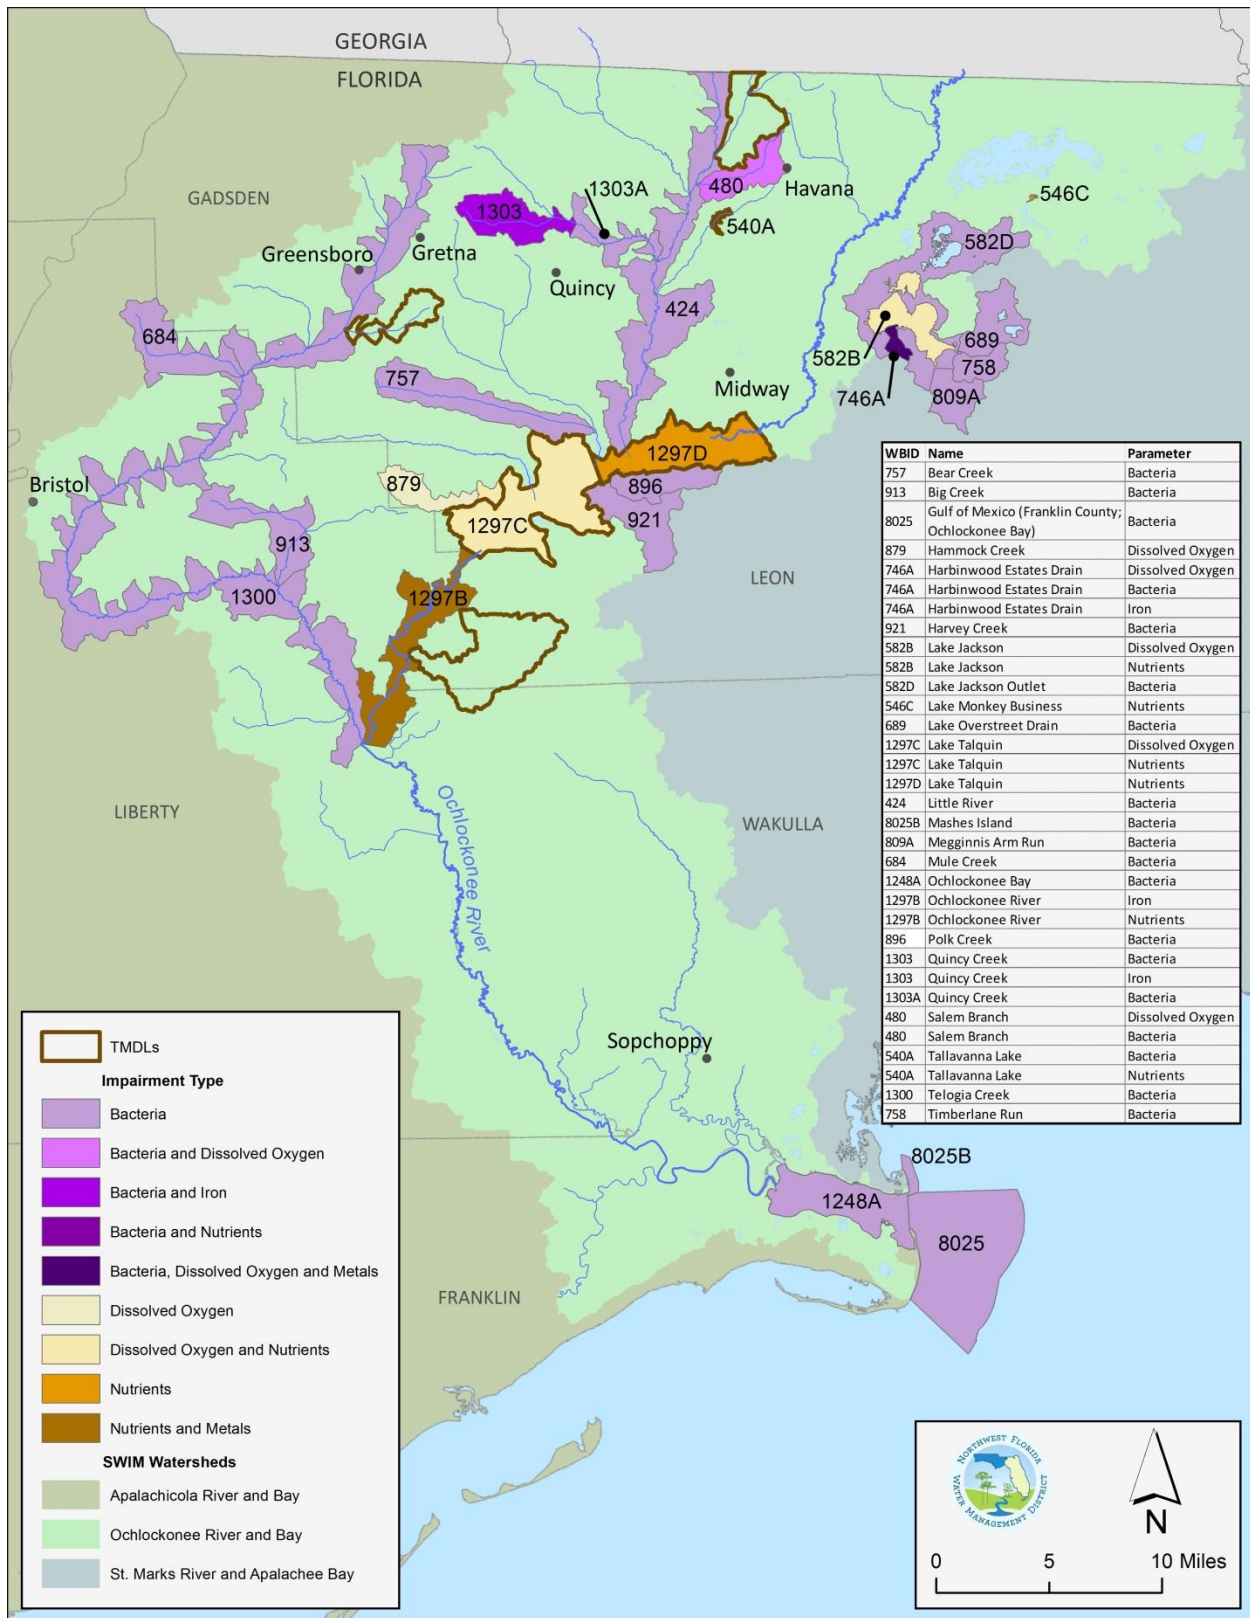 GEORGIA
FLORIDA
GADSDEN
1303A
480
Havana
546C
1303
540A
582D
Greensboro
Gretna
Quincy
424
684
582B
689
758
757
Midway
746A
809A
1297D
WBID Name Parameter
757 Bear Creek Bacteria
913 Big Creek Bacteria
8025 Gulf of Mexico (Franklin County;
Ochlockonee Bay) Bacteria
879 Hammock Creek Dissolved Oxygen
746A Harbinwood Estates Drain Dissolved Oxygen
746A Harbinwood Estates Drain Bacteria
746A Harbinwood Estates Drain Iron
921 Harvey Creek Bacteria
582B Lake Jackson Dissolved Oxygen
582B Lake Jackson Nutrients
582D Lake Jackson Outlet Bacteria
546C Lake Monkey Business Nutrients
689 Lake Overstreet Drain Bacteria
1297C Lake Talquin Dissolved Oxygen
1297C Lake Talquin Nutrients
1297D Lake Talquin Nutrients
424 Little River Bacteria
8025B Mashes Island Bacteria
809A Megginnis Arm Run Bacteria
684 Mule Creek Bacteria
1248A Ochlockonee Bay Bacteria
1297B Ochlockonee River Iron
1297B Ochlockonee River Nutrients
896 Polk Creek Bacteria
1303 Quincy Creek Bacteria
1303 Quincy Creek Iron
1303A Quincy Creek Bacteria
480 Salem Branch Dissolved Oxygen
480 Salem Branch Bacteria
540A Tallavanna Lake Bacteria
540A Tallavanna Lake Nutrients
1300 Telogia Creek Bacteria
758 Timberlane Run Bacteria
Bristol
879
896
1297C
921
913
LEON
1300
1297B
LIBERTY
Ochlockonee River
WAKULLA
Sopchoppy
8025B
1248A
8025
FRANKLIN
TMDLs
Impairment Type
Bacteria
Bacteria and Dissolved Oxygen
Bacteria and Iron
Bacteria and Nutrients
Bacteria, Dissolved Oxygen and Metals
Dissolved Oxygen
Dissolved Oxygen and Nutrients
Nutrients
Nutrients and Metals
SWIM Watersheds
Apalachicola River and Bay
Ochlockonee River and Bay
St. Marks River and Apalachee Bay
NORTHWEST FLORIDA
WATER MANAGEMENT DISTRICT
N
0 5 10 Miles